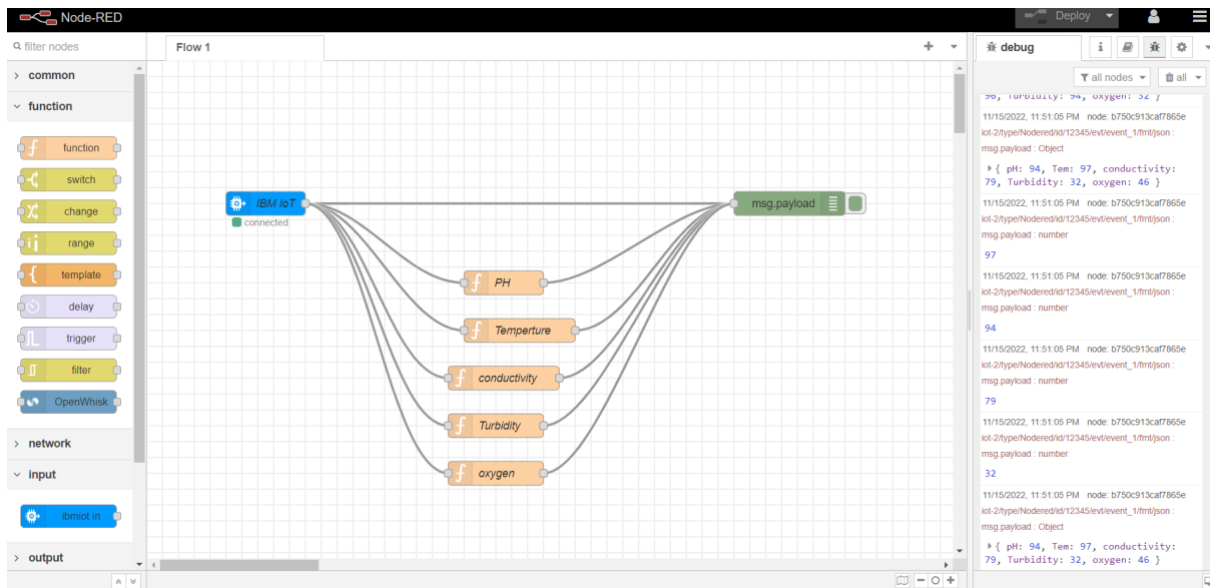 Node-RED
Deploy
filter nodes
common
function
function
switch
change
range
template
delay
trigger
filter
OpenWhisk
network
input
ibmiot in
output
Flow 1
IBM IoT
connected
msg.payload
PH
Temperture
conductivity
Turbidity
oxygen
debug
all nodes
all
96, Turbidity: 94, oxygen: 32 }
11/15/2022, 11:51:05 PM node: b750c913caf7865e
iot-2/type/Nodered/id/12345/evt/event_1/fmt/json :
msg.payload : Object
{ pH: 94, Tem: 97, conductivity:
79, Turbidity: 32, oxygen: 46 }
11/15/2022, 11:51:05 PM node: b750c913caf7865e
iot-2/type/Nodered/id/12345/evt/event_1/fmt/json :
msg.payload : number
97
11/15/2022, 11:51:05 PM node: b750c913caf7865e
iot-2/type/Nodered/id/12345/evt/event_1/fmt/json :
msg.payload : number
94
11/15/2022, 11:51:05 PM node: b750c913caf7865e
iot-2/type/Nodered/id/12345/evt/event_1/fmt/json :
msg.payload : number
79
11/15/2022, 11:51:05 PM node: b750c913caf7865e
iot-2/type/Nodered/id/12345/evt/event_1/fmt/json :
msg.payload : number
32
11/15/2022, 11:51:05 PM node: b750c913caf7865e
iot-2/type/Nodered/id/12345/evt/event_1/fmt/json :
msg.payload : Object
{ pH: 94, Tem: 97, conductivity:
79, Turbidity: 32, oxygen: 46 }